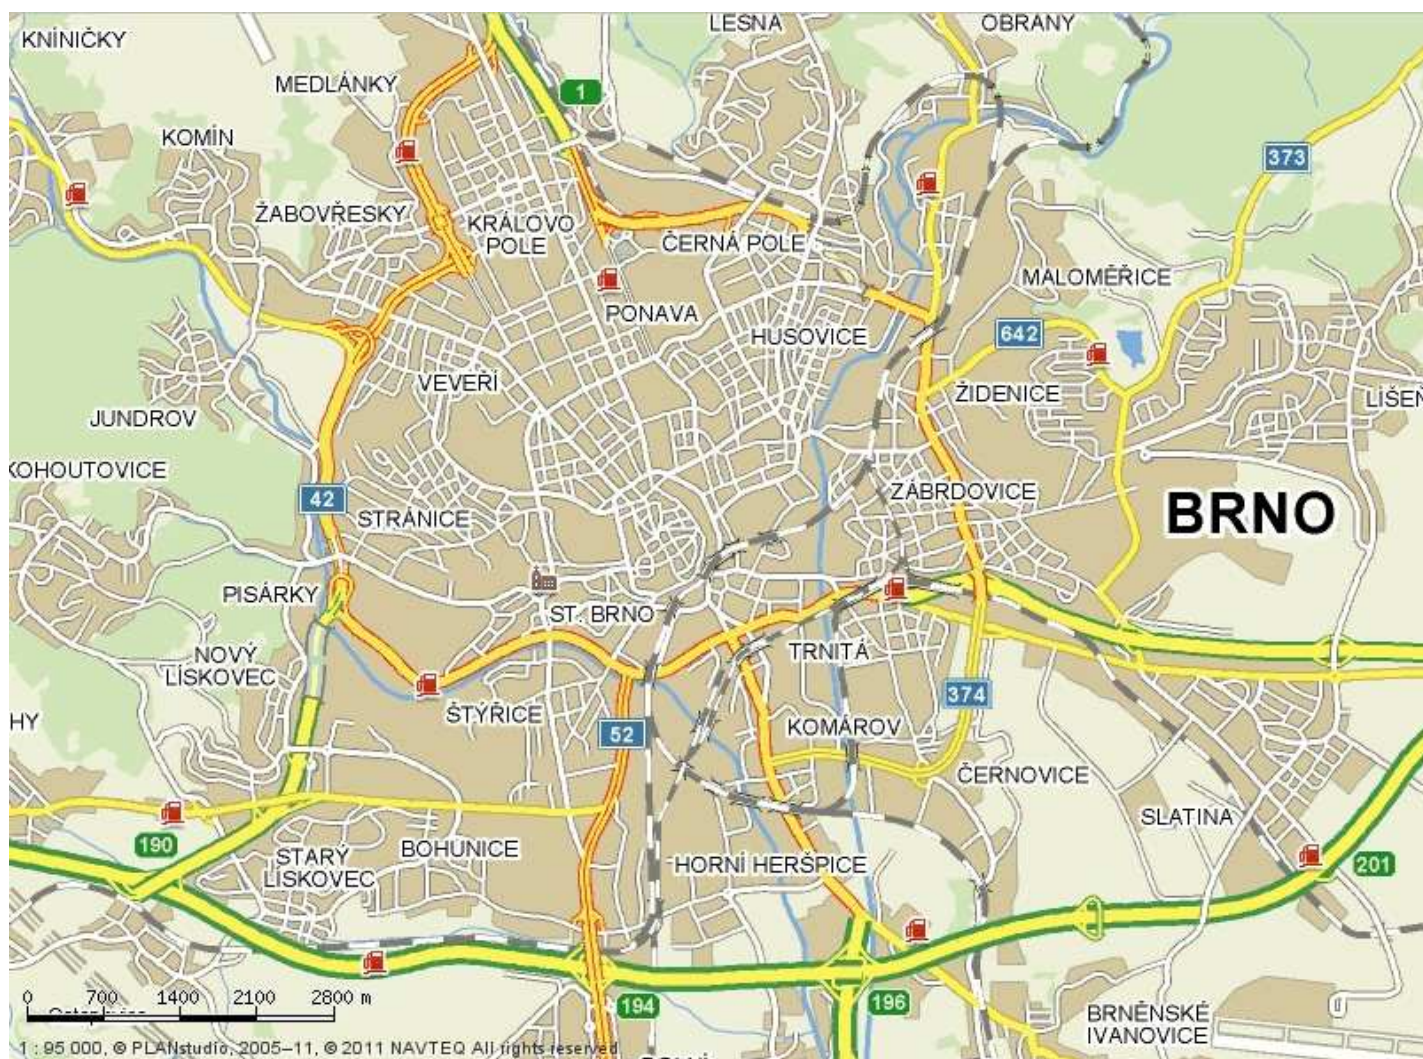 LESNÁ
OBŘANY
KNÍNIČKY
MEDLÁNKY
1
KOMÍN
373
ŽABOVŘESKY
KRÁLOVO
POLE
ČERNÁ POLE
MALOMĚŘICE
PONAVA
HUSOVICE
642
VEVEŘÍ
ŽIDENICE
LÍŠEŇ
JUNDROV
KOHOUTOVICE
42
ZÁBRDOVICE
BRNO
STRÁNICE
PISÁRKY
ST. BRNO
NOVÝ
LÍSKOVEC
TRNITÁ
374
HY
ŠTÝŘICE
52
KOMÁROV
ČERNOVICE
SLATINA
190
BOHUNICE
STARÝ
LÍSKOVEC
HORNÍ HERŠPICE
201
0 700 1400 2100 2800 m
194
196
BRNĚNSKÉ
IVANOVICE
1 : 95 000, © PLANstudio, 2005–11, © 2011 NAVTEQ All rights reserved